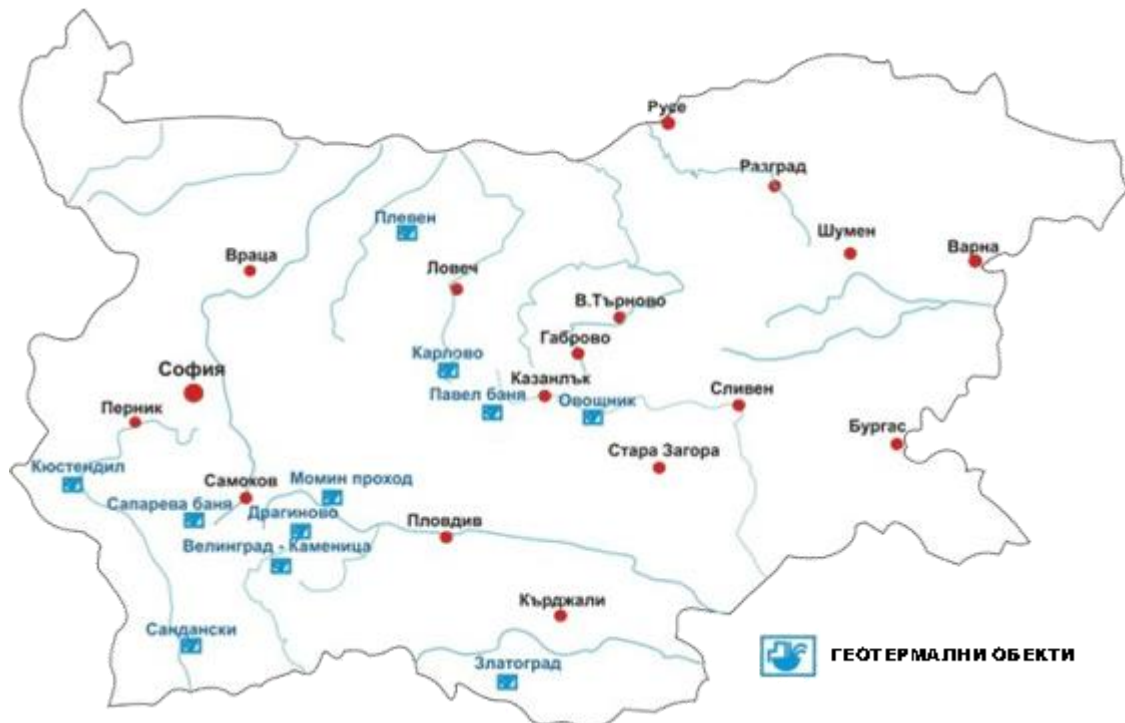 Русе
Разград
Плевен
Шумен
Варна
Враца
Ловеч
В.Търново
Габрово
Карлово
София
Казанлък
Павел баня
Овощник
Сливен
Перник
Бургас
Стара Загора
Кюстендил
Момин проход
Самоков
Сапарева баня
Драгиново
Пловдив
Велинград - Каменица
Кърджали
Сандански
Златоград
ГЕОТЕРМАЛНИ ОБЕКТИ